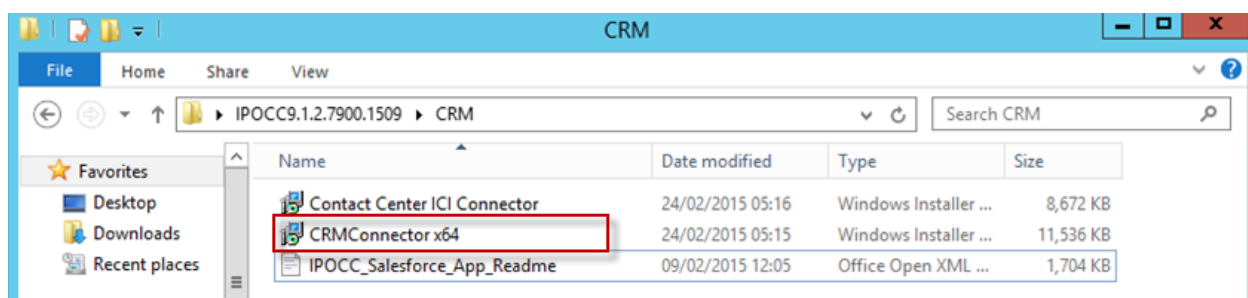 CRM
File Home Share View
IPOCC9.1.2.7900.1509 CRM Search CRM
Favorites
Desktop
Downloads
Recent places
Name Date modified Type Size
Contact Center ICI Connector 24/02/2015 05:16 Windows Installer ... 8,672 KB
CRMConnector x64 24/02/2015 05:15 Windows Installer ... 11,536 KB
IPOCC_Salesforce_App_Readme 09/02/2015 12:05 Office Open XML ... 1,704 KB